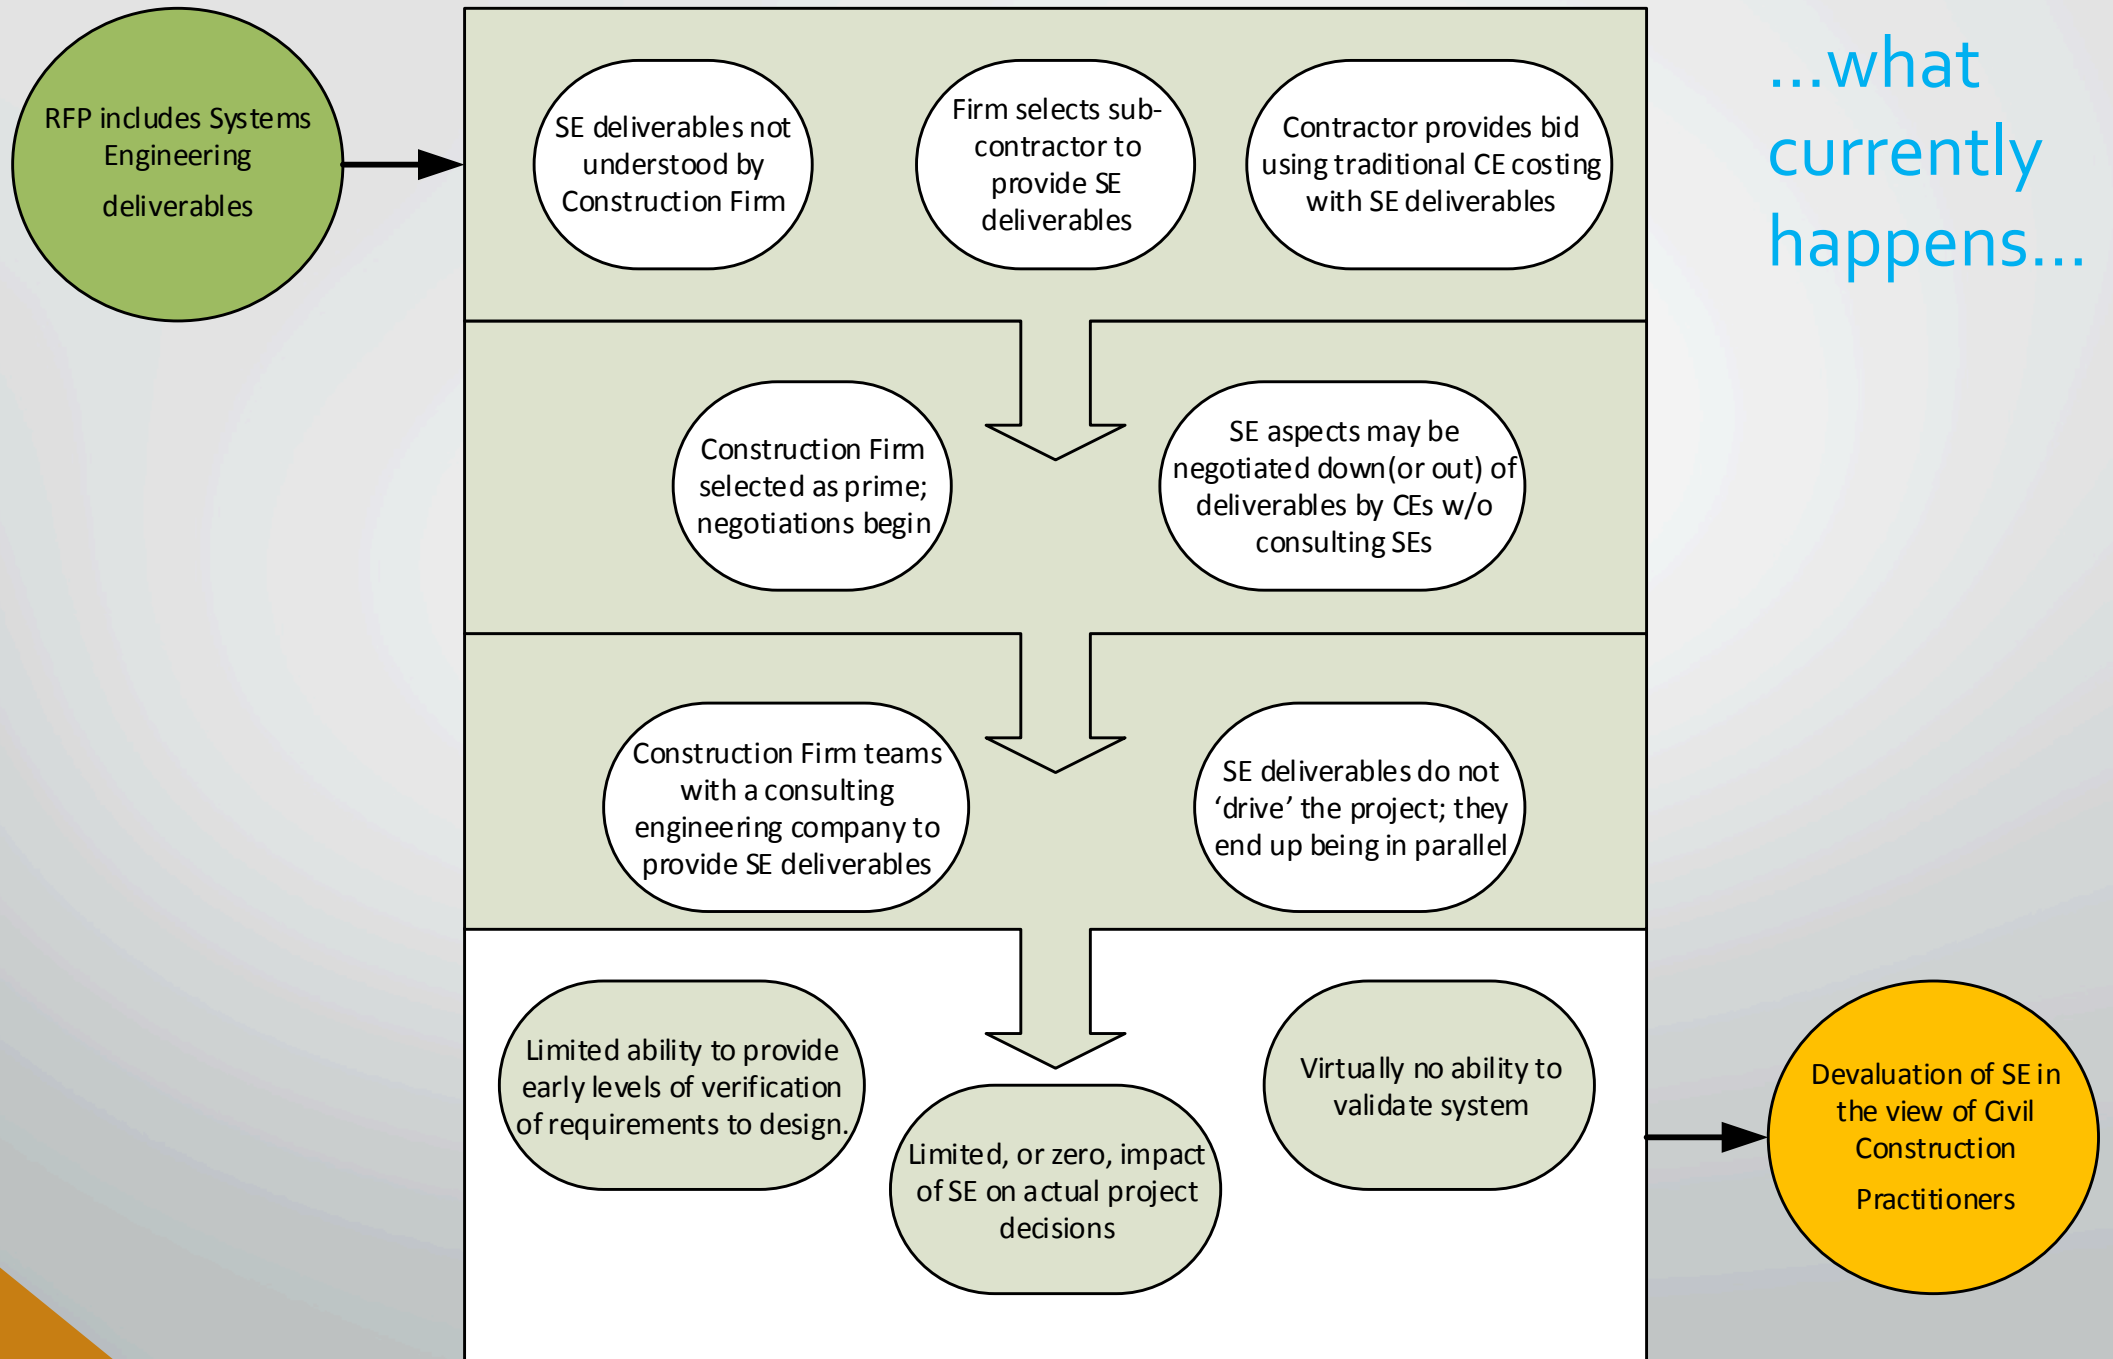 ...what
currently
happens...
RFP includes Systems
Engineering
deliverables
SE deliverables not
understood by
Construction Firm
Firm selects sub-
contractor to
provide SE
deliverables
Contractor provides bid
using traditional CE costing
with SE deliverables
Construction Firm
selected as prime;
negotiations begin
SE aspects may be
negotiated down(or out) of
deliverables by CEs w/o
consulting SEs
Construction Firm teams
with a consulting
engineering company to
provide SE deliverables
SE deliverables do not
‘drive’ the project; they
end up being in parallel
Limited ability to provide
early levels of verification
of requirements to design.
Limited, or zero, impact
of SE on actual project
decisions
Virtually no ability to
validate system
Devaluation of SE in
the view of Civil
Construction
Practitioners